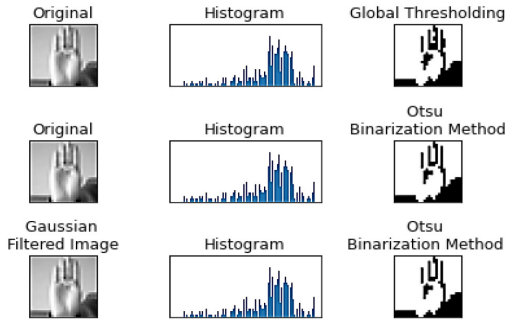 Original
Histogram
Global Thresholding
Original
Histogram
Otsu
Binarization Method
Gaussian
Filtered Image
Histogram
Otsu
Binarization Method